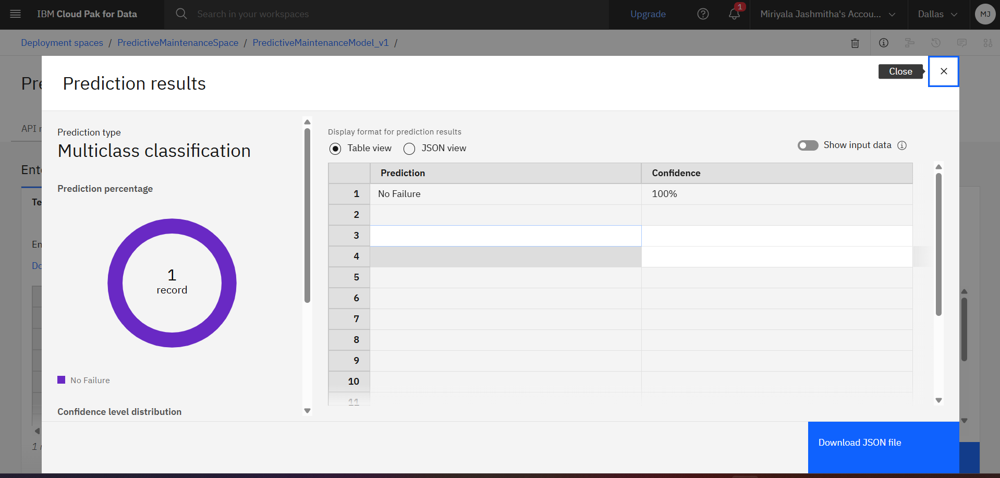 IBM Cloud Pak for Data
Search in your workspaces
Upgrade
1
Miriyala Jashmitha's Accou...
Dallas
MJ
Deployment spaces / PredictiveMaintenanceSpace / PredictiveMaintenanceModel_v1 /
Pre
API
Ente
Te
En
Do
1
Prediction results
Close
Prediction type
Multiclass classification
Prediction percentage
1
record
No Failure
Confidence level distribution
Display format for prediction results
Table view
JSON view
Show input data
Prediction Confidence
1 No Failure 100%
2
3
4
5
6
7
8
9
10
11
Download JSON file